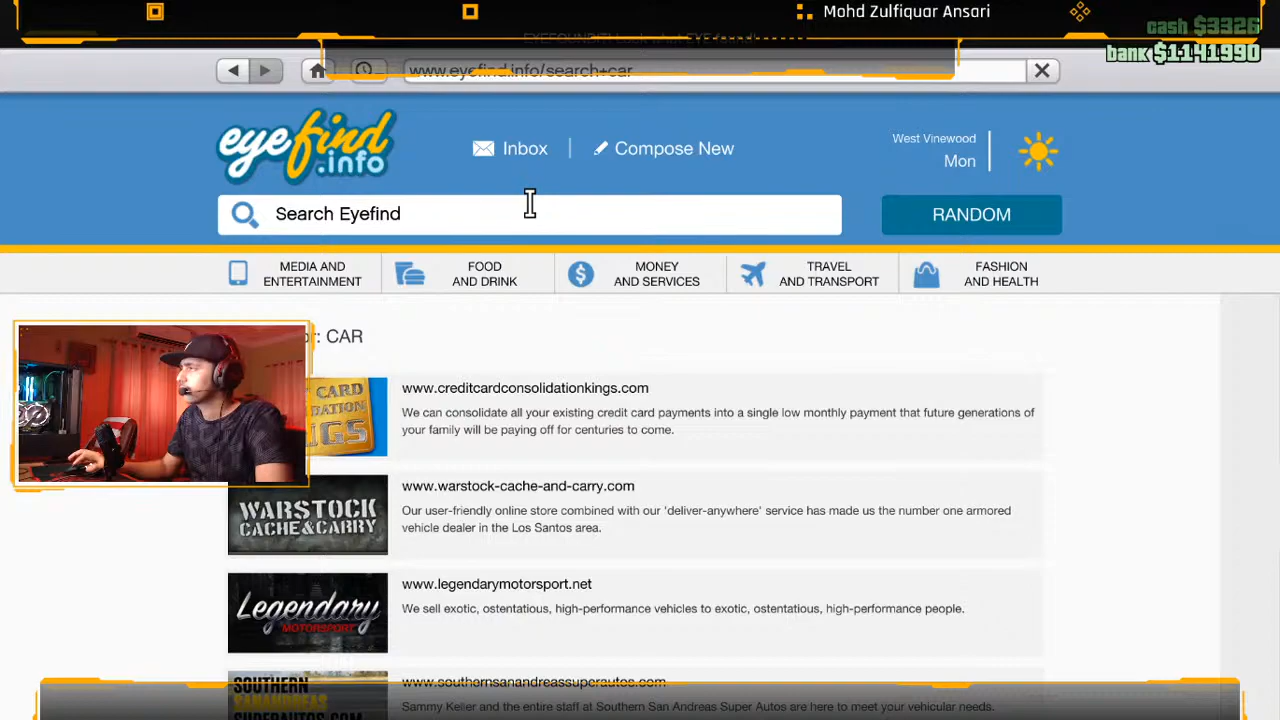 Mohd Zulfiquar Ansari
cash $3326
bank $1141990
www.eyefind.info/search+car
eyefind
.info
Inbox
Compose New
West Vinewood
Mon
Search Eyefind
RANDOM
MEDIA AND
ENTERTAINMENT
FOOD
AND DRINK
MONEY
AND SERVICES
TRAVEL
AND TRANSPORT
FASHION
AND HEALTH
: CAR
CARD
www.creditcardconsolidationkings.com
We can consolidate all your existing credit card payments into a single low monthly payment that future generations of
your family will be paying off for centuries to come.
WARSTOCK
CACHE&CARRY
www.warstock-cache-and-carry.com
Our user-friendly online store combined with our 'deliver-anywhere' service has made us the number one armored
vehicle dealer in the Los Santos area.
Legendary
MOTORSPORT
www.legendarymotorsport.net
We sell exotic, ostentatious, high-performance vehicles to exotic, ostentatious, high-performance people.
SOUTHERN
SANANDREAS
SUPERAUTOS.COM
www.southernsanandreassuperautos.com
Sammy Keller and the entire staff at Southern San Andreas Super Autos are here to meet your vehicular needs.